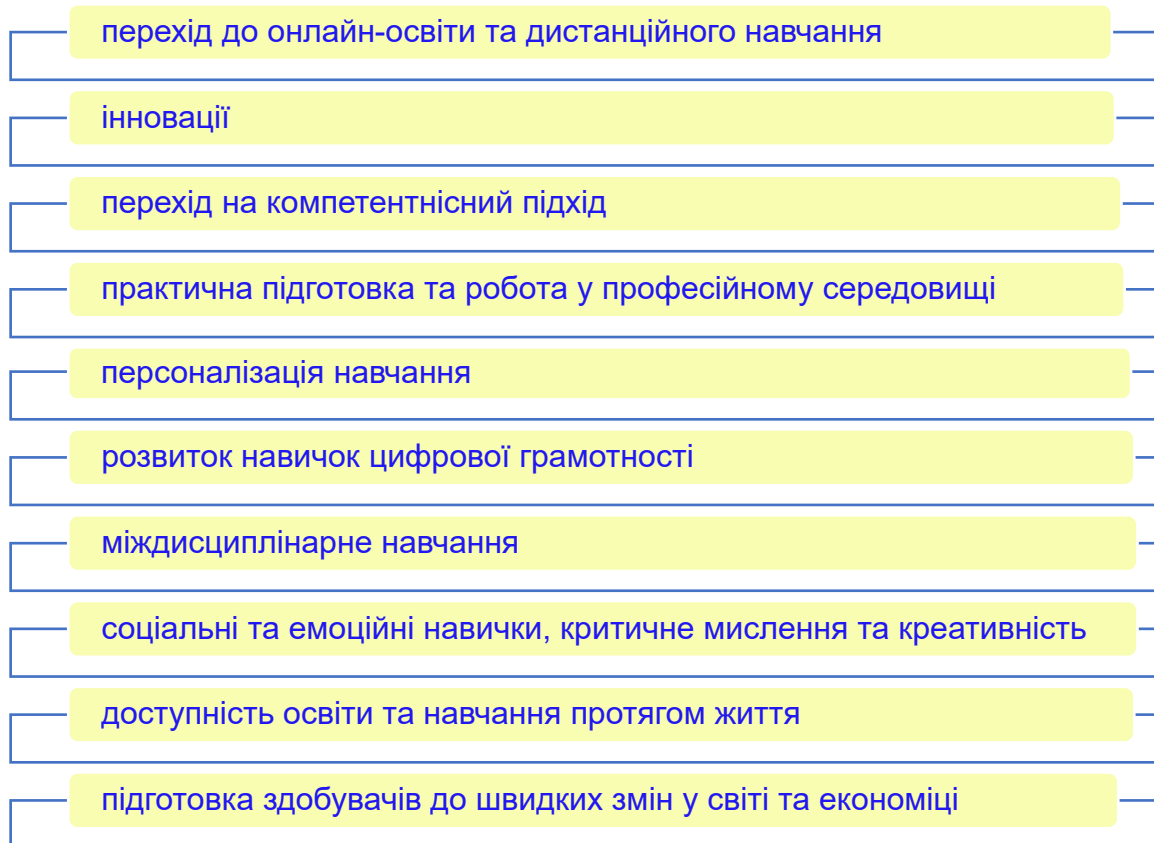 перехід до онлайн-освіти та дистанційного навчання
інновації
перехід на компетентнісний підхід
практична підготовка та робота у професійному середовищі
персоналізація навчання
розвиток навичок цифрової грамотності
міждисциплінарне навчання
соціальні та емоційні навички, критичне мислення та креативність
доступність освіти та навчання протягом життя
підготовка здобувачів до швидких змін у світі та економіці